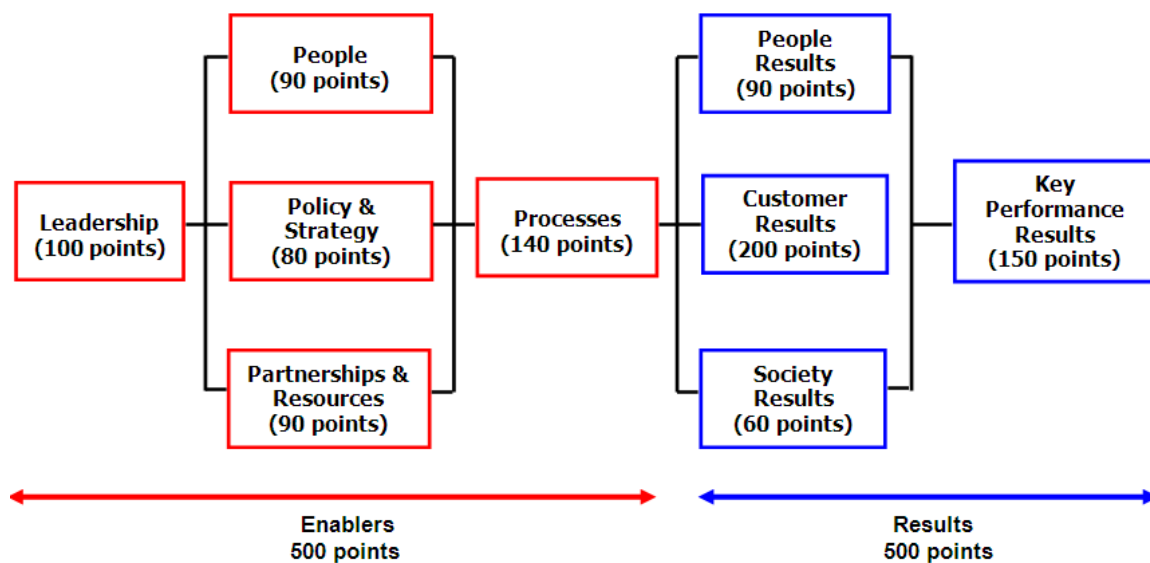 People
(90 points)
People
Results
(90 points)
Leadership
(100 points)
Policy &
Strategy
(80 points)
Processes
(140 points)
Customer
Results
(200 points)
Key
Performance
Results
(150 points)
Partnerships &
Resources
(90 points)
Society
Results
(60 points)
Enablers
500 points
Results
500 points